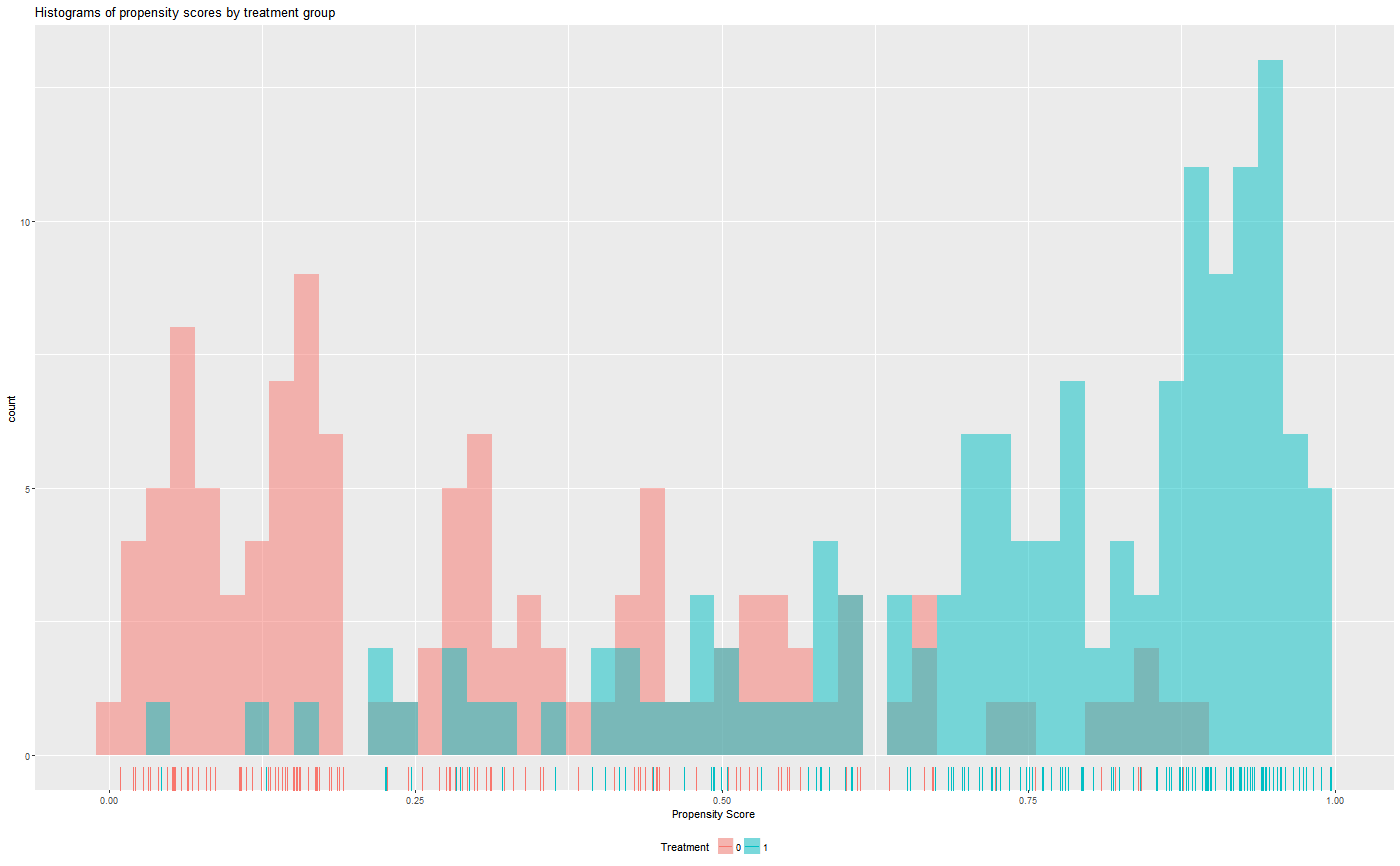 Histograms of propensity scores by treatment group
count
10
5
0
0.00 0.25 0.50 0.75 1.00
Propensity Score
Treatment 0 1